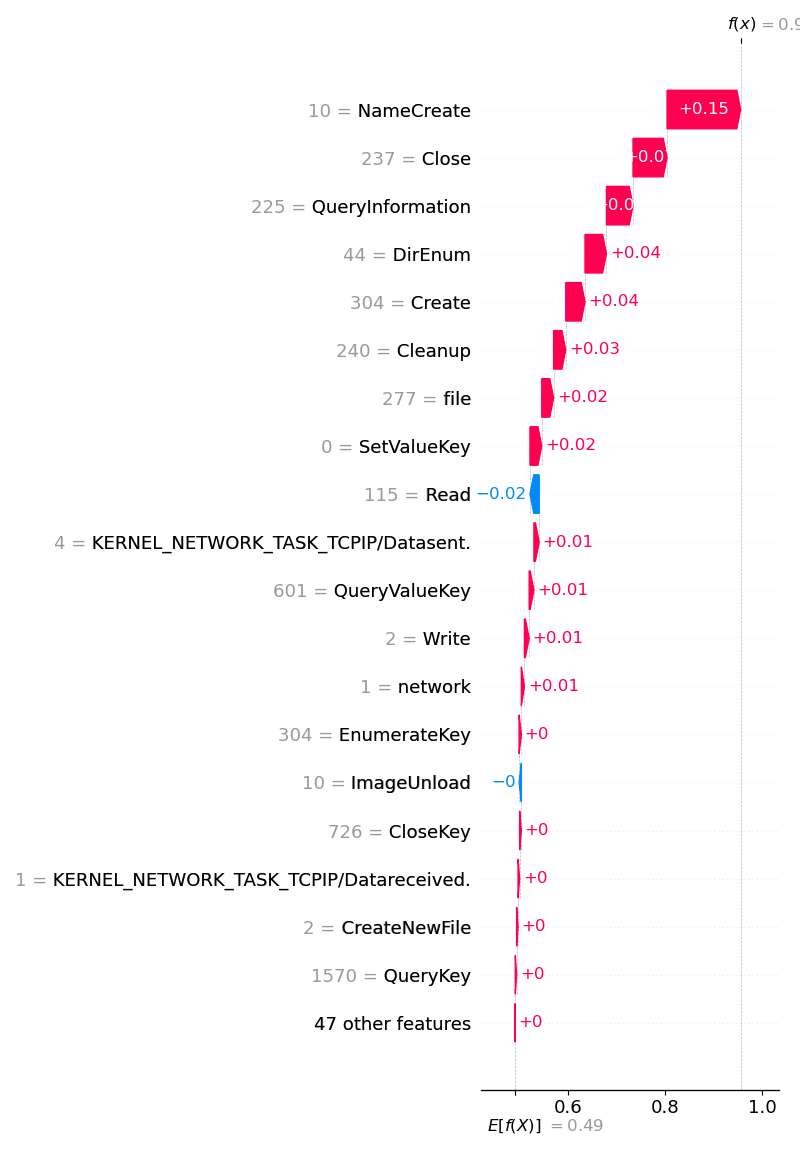 f(x) = 0.9
10 = NameCreate +0.15
237 = Close +0.0
225 = QueryInformation +0.0
44 = DirEnum +0.04
304 = Create +0.04
240 = Cleanup +0.03
277 = file +0.02
0 = SetValueKey +0.02
115 = Read −0.02
4 = KERNEL_NETWORK_TASK_TCPIP/Datasent. +0.01
601 = QueryValueKey +0.01
2 = Write +0.01
1 = network +0.01
304 = EnumerateKey +0
10 = ImageUnload −0
726 = CloseKey +0
1 = KERNEL_NETWORK_TASK_TCPIP/Datareceived. +0
2 = CreateNewFile +0
1570 = QueryKey +0
47 other features +0
0.6 0.8 1.0
E[f(X)] = 0.49